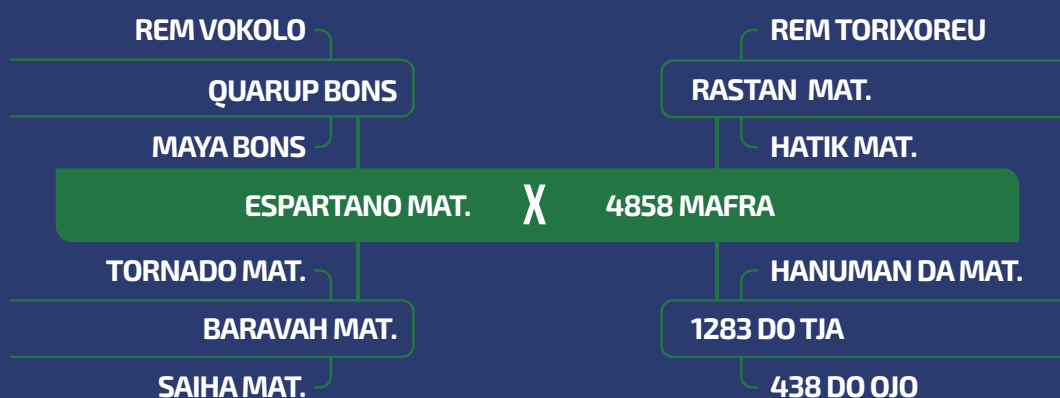 REM VOKOLO
QUARUP BONS
MAYA BONS
REM TORIXOREU
RASTAN MAT.
HATIK MAT.
ESPARTANO MAT. X 4858 MAFRA
TORNADO MAT.
BARAVAH MAT.
SAIHA MAT.
HANUMAN DA MAT.
1283 DO TJA
438 DO OJO